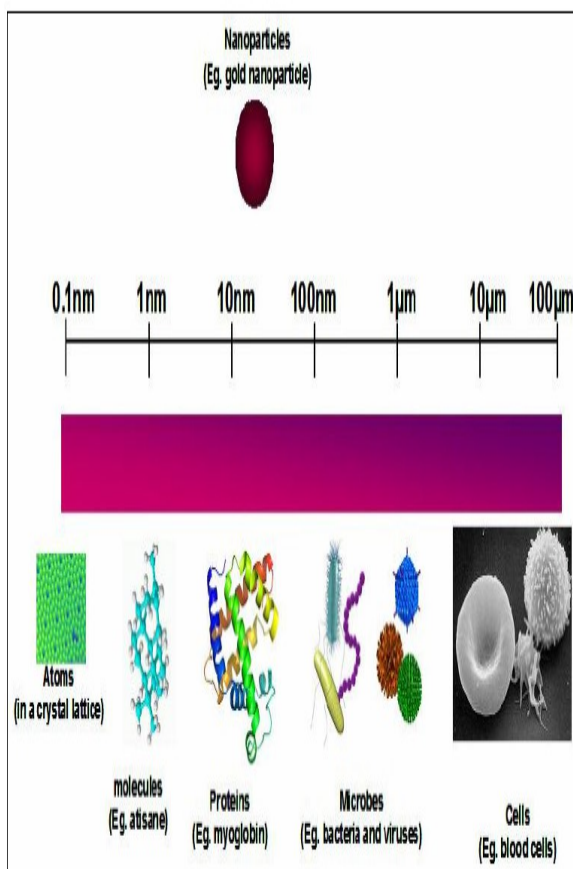 Nanoparticles
(Eg. gold nanoparticle)
0.1nm 1nm 10nm 100nm 1µm 10µm 100µm
Atoms
(in a crystal lattice)
molecules
(Eg. atisane)
Proteins
(Eg. myoglobin)
Microbes
(Eg. bacteria and viruses)
Cells
(Eg. blood cells)